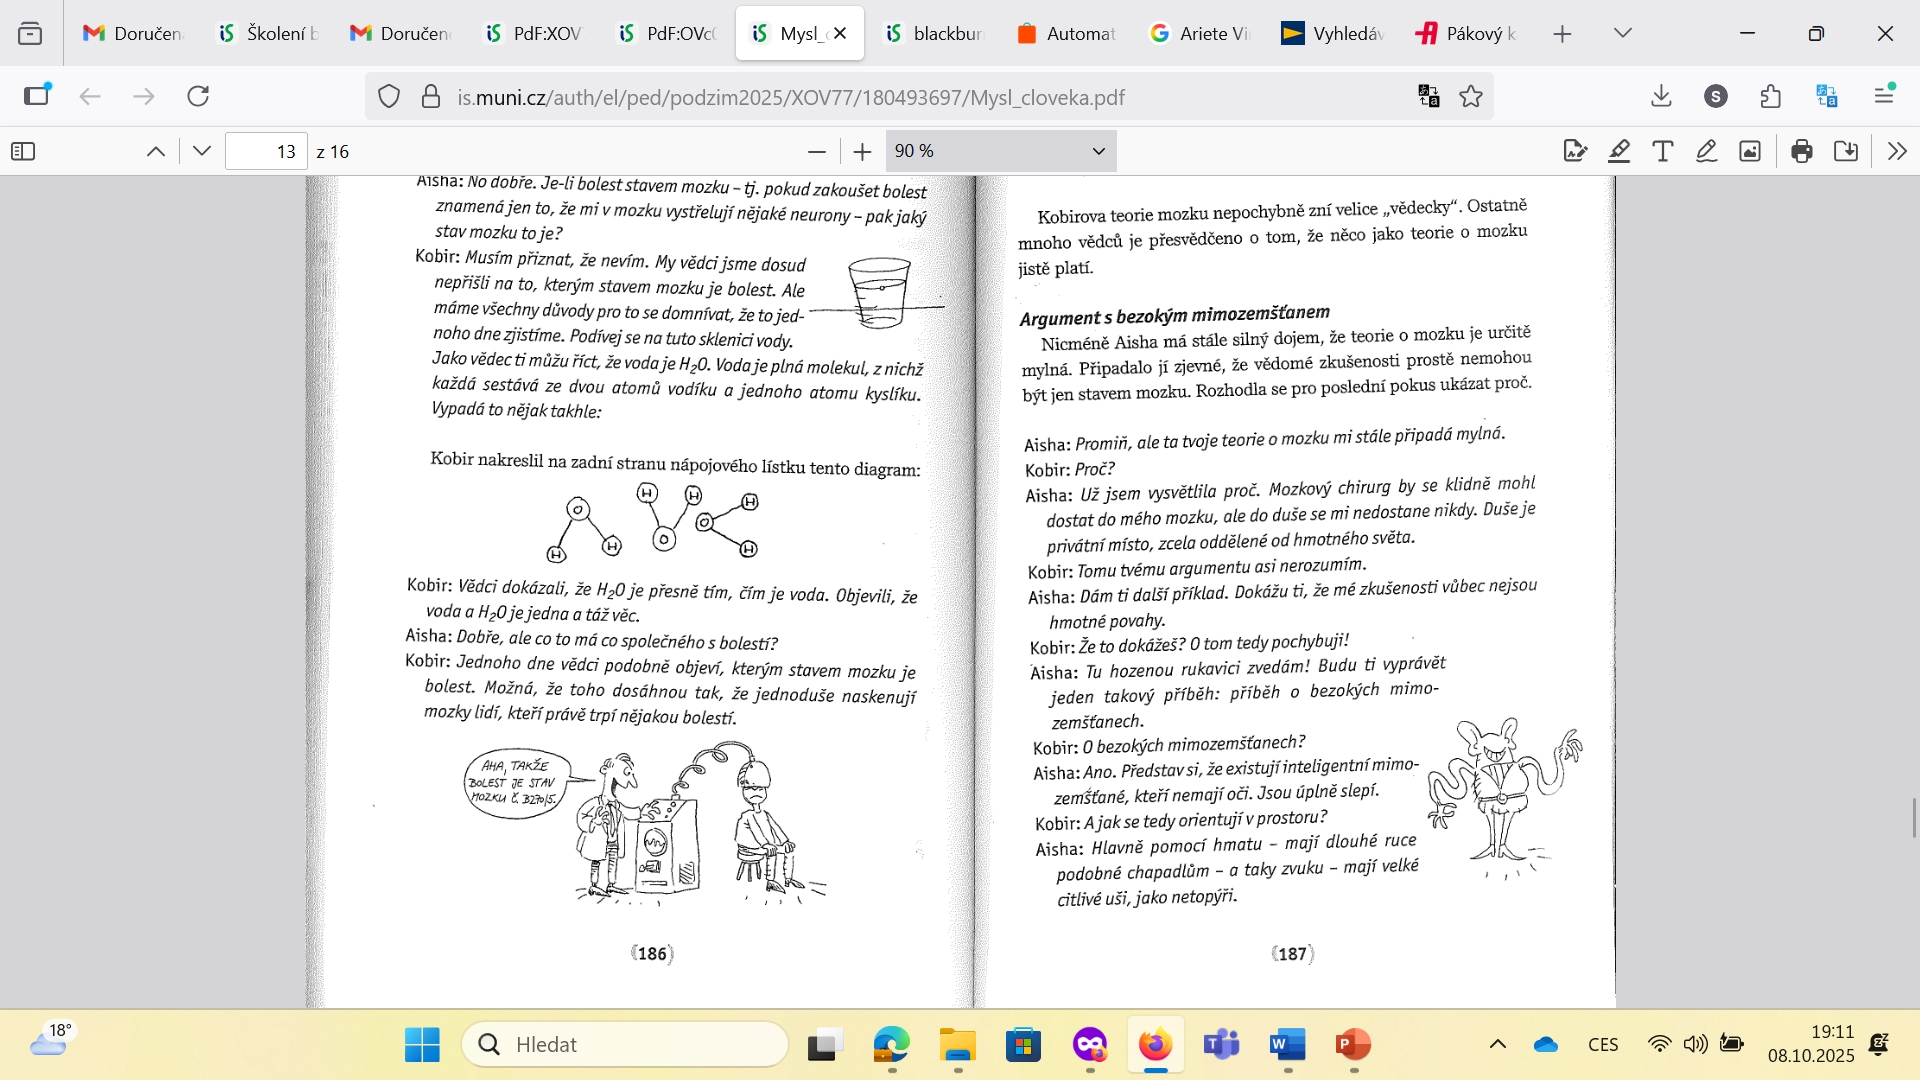 Doručen
Školení b
Doručen
PdF:XOV
PdF:OVc
Mysl_c
blackbur
Automat
Ariete Vi
Vyhledáv
Pákový k
is.muni.cz/auth/el/ped/podzim2025/XOV77/180493697/Mysl_cloveka.pdf
S
13 z 16
90 %
Aisha: No dobře. Je-li bolest stavem mozku – tj. pokud zakoušet bolest
znamená jen to, že mi v mozku vystřelují nějaké neurony – pak jaký
stav mozku to je?
Kobir: Musím přiznat, že nevím. My vědci jsme dosud
nepřišli na to, kterým stavem mozku je bolest. Ale
máme všechny důvody pro to se domnívat, že to jed-
noho dne zjistíme. Podívej se na tuto sklenici vody.
Jako vědec ti můžu říct, že voda je H₂O. Voda je plná molekul, z nichž
každá sestává ze dvou atomů vodíku a jednoho atomu kyslíku.
Vypadá to nějak takhle:
Kobir nakreslil na zadní stranu nápojového lístku tento diagram:
O H H
H H O
O H H
Kobir: Vědci dokázali, že H₂O je přesně tím, čím je voda. Objevili, že
voda a H₂O je jedna a táž věc.
Aisha: Dobře, ale co to má co společného s bolestí?
Kobir: Jednoho dne vědci podobně objeví, kterým stavem mozku je
bolest. Možná, že toho dosáhnou tak, že jednoduše naskenují
mozky lidí, kteří právě trpí nějakou bolestí.
AHA, TAKŽE
BOLEST JE STAV
MOZKU Č. B270/5.
(186)
Kobirova teorie mozku nepochybně zní velice „vědecky“. Ostatně
mnoho vědců je přesvědčeno o tom, že něco jako teorie o mozku
jistě platí.
Argument s bezokým mimozemšťanem
Nicméně Aisha má stále silný dojem, že teorie o mozku je určitě
mylná. Připadalo jí zjevné, že vědomé zkušenosti prostě nemohou
být jen stavem mozku. Rozhodla se pro poslední pokus ukázat proč.
Aisha: Promiň, ale ta tvoje teorie o mozku mi stále připadá mylná.
Kobir: Proč?
Aisha: Už jsem vysvětlila proč. Mozkový chirurg by se klidně mohl
dostat do mého mozku, ale do duše se mi nedostane nikdy. Duše je
privátní místo, zcela oddělené od hmotného světa.
Kobir: Tomu tvému argumentu asi nerozumím.
Aisha: Dám ti další příklad. Dokážu ti, že mé zkušenosti vůbec nejsou
hmotné povahy.
Kobir: Že to dokážeš? O tom tedy pochybuji!
Aisha: Tu hozenou rukavici zvedám! Budu ti vyprávět
jeden takový příběh: příběh o bezokých mimo-
zemšťanech.
Kobir: O bezokých mimozemšťanech?
Aisha: Ano. Představ si, že existují inteligentní mimo-
zemšťané, kteří nemají oči. Jsou úplně slepí.
Kobir: A jak se tedy orientují v prostoru?
Aisha: Hlavně pomocí hmatu – mají dlouhé ruce
podobné chapadlům – a taky zvuku – mají velké
citlivé uši, jako netopýři.
(187)
18°
Hledat
CES
19:11
08.10.2025